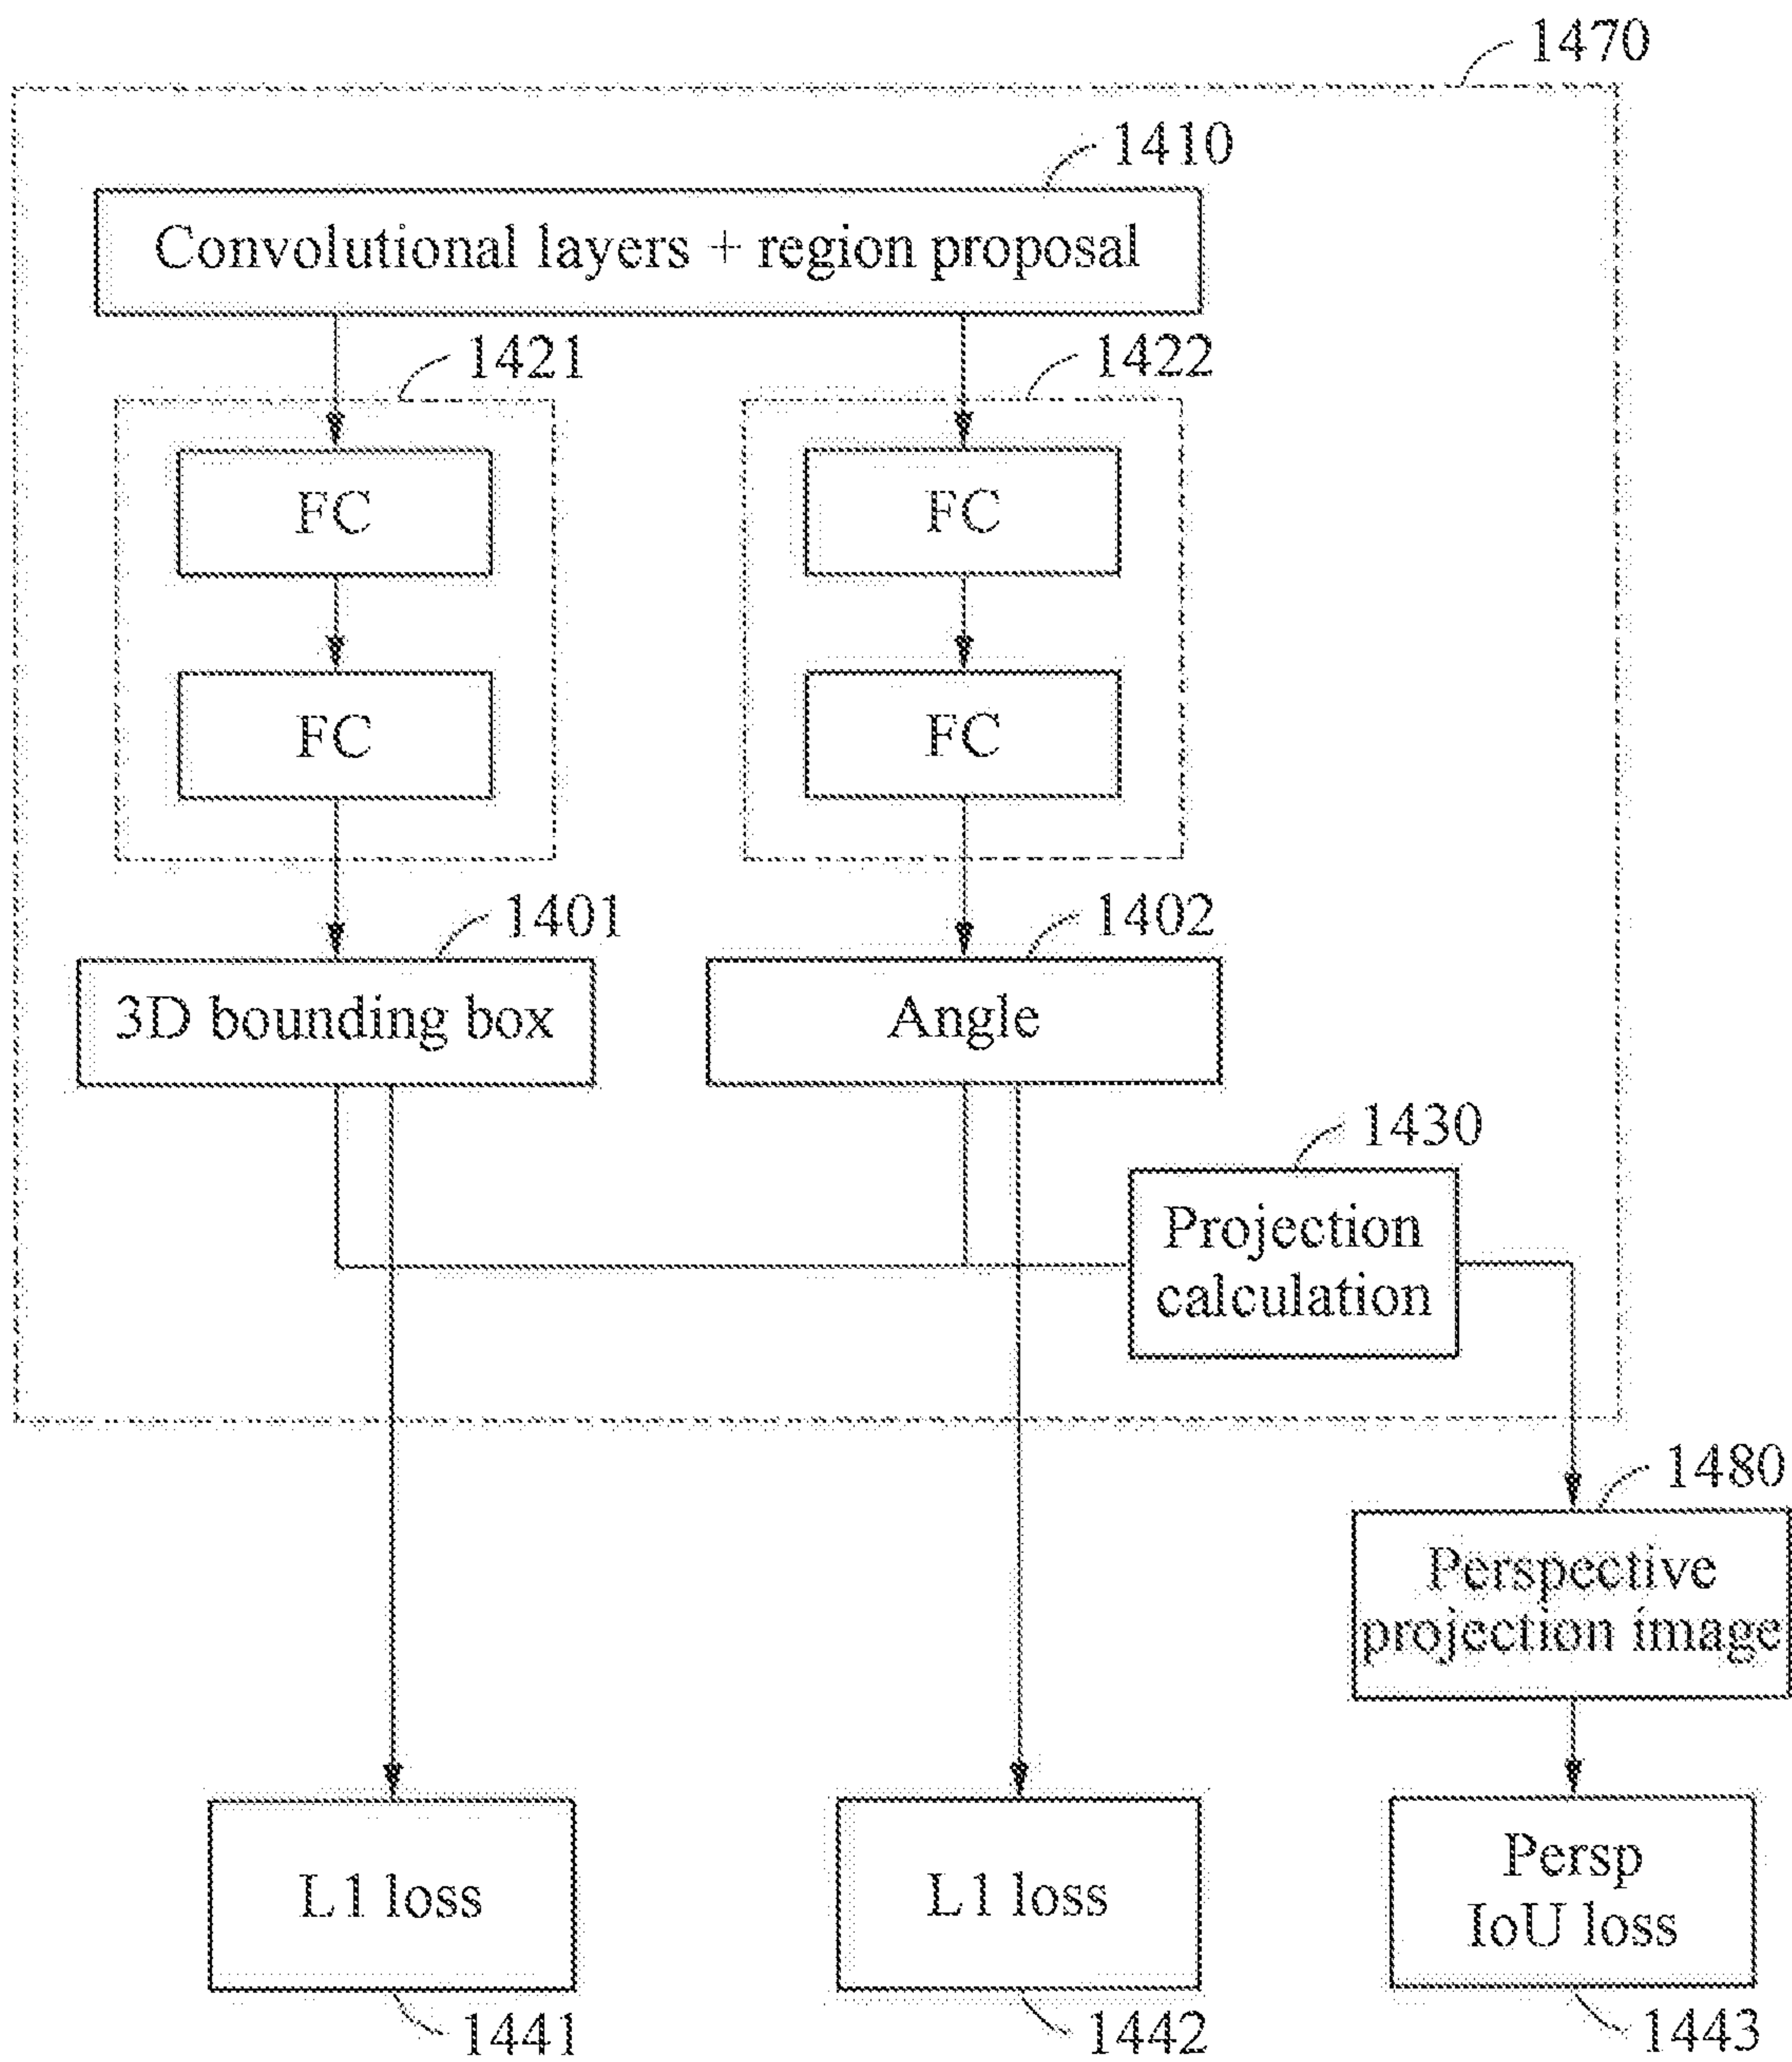 1470
1410
Convolutional layers + region proposal
1421
1422
FC
FC
FC
FC
1401
1402
3D bounding box
Angle
1430
Projection
calculation
1480
Perspective
projection image
L1 loss
L1 loss
Persp
IoU loss
1441
1442
1443